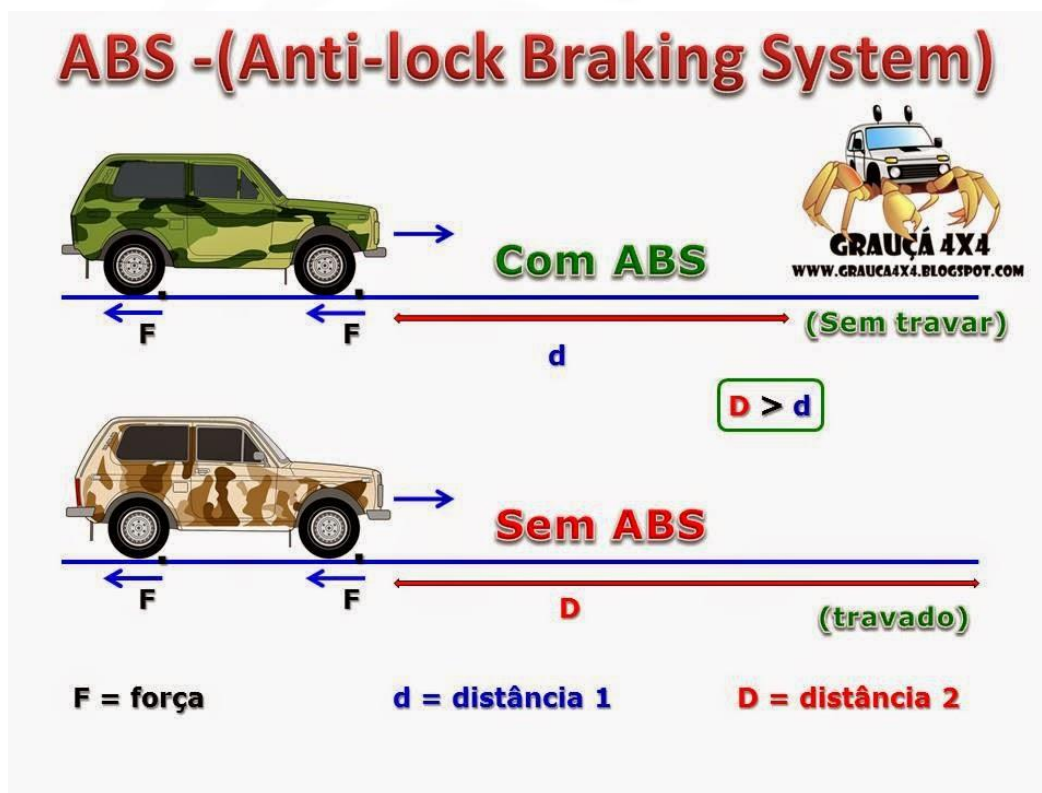 ABS -(Anti-lock Braking System)
GRAUÇÁ 4X4
WWW.GRAUCA4X4.BLOGSPOT.COM
Com ABS
F F
(Sem travar)
d
D > d
Sem ABS
F F
D
(travado)
F = força d = distância 1 D = distância 2